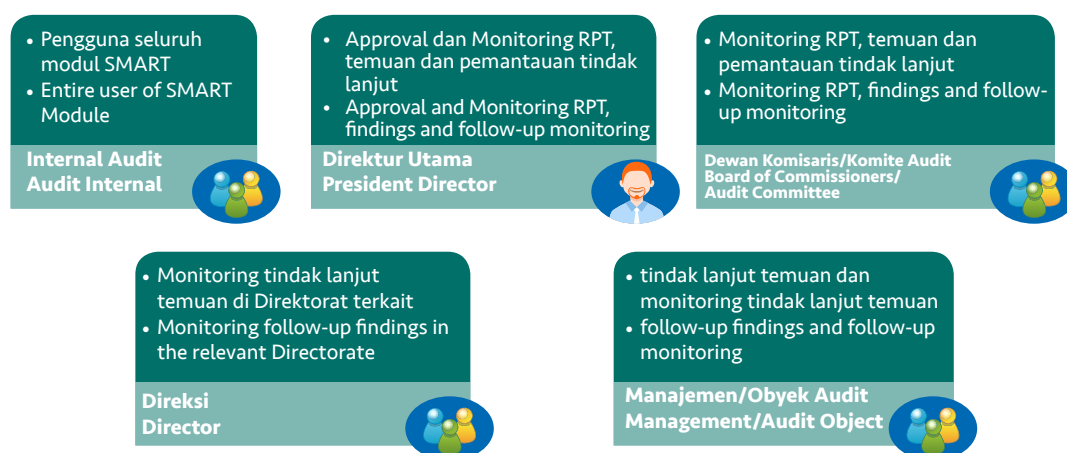 • Pengguna seluruh
modul SMART
• Entire user of SMART
Module
Internal Audit
Audit Internal
• Approval dan Monitoring RPT,
temuan dan pemantauan tindak
lanjut
• Approval and Monitoring RPT,
findings and follow-up monitoring
Direktur Utama
President Director
• Monitoring RPT, temuan dan
pemantauan tindak lanjut
• Monitoring RPT, findings and follow-
up monitoring
Dewan Komisaris/Komite Audit
Board of Commissioners/
Audit Committee
• Monitoring tindak lanjut
temuan di Direktorat terkait
• Monitoring follow-up findings in
the relevant Directorate
Direksi
Director
• tindak lanjut temuan dan
monitoring tindak lanjut temuan
• follow-up findings and follow-up
monitoring
Manajemen/Obyek Audit
Management/Audit Object